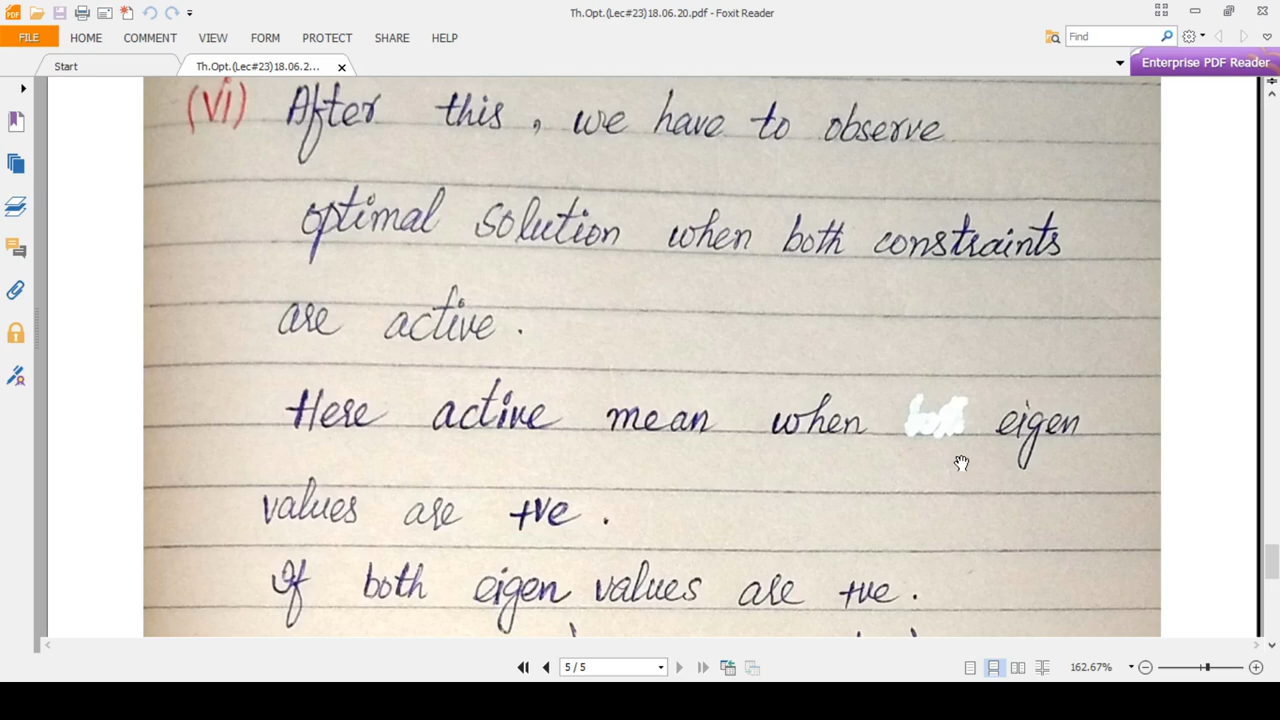 Th.Opt.(Lec#23)18.06.20.pdf - Foxit Reader
FILE HOME COMMENT VIEW FORM PROTECT SHARE HELP
Find
Start Th.Opt.(Lec#23)18.06.2...
Enterprise PDF Reader
(vi) After this, we have to observe
optimal solution when both constraints
are active.
Here active mean when eigen
values are +ve.
If both eigen values are +ve.
5 / 5
162.67%